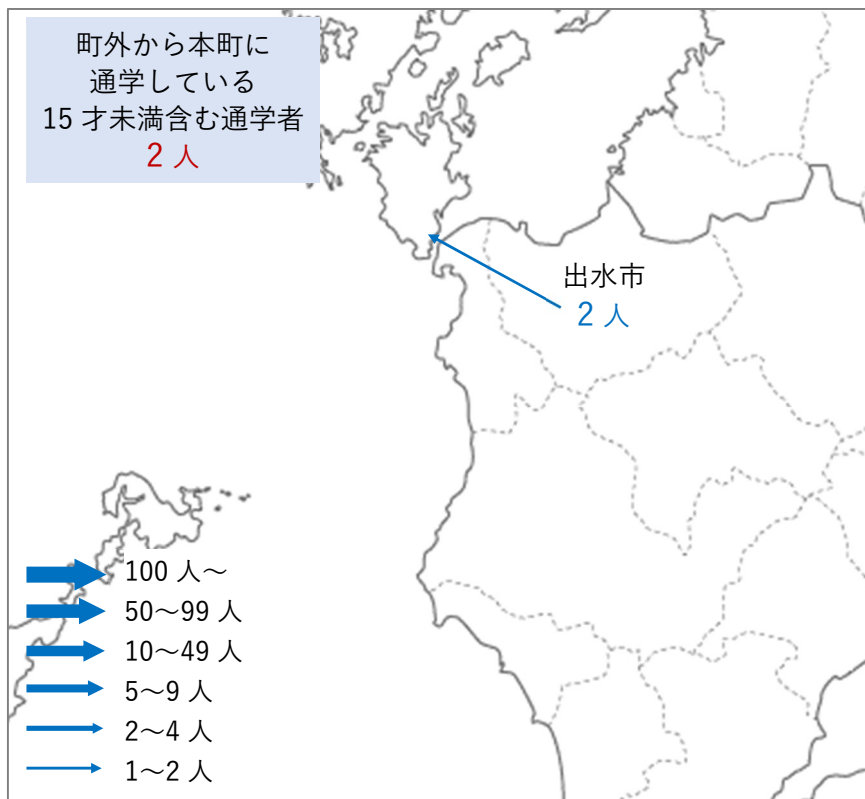 町外から本町に
通学している
15 才未満含む通学者
2 人
出水市
2 人
100 人～
50～99 人
10～49 人
5～9 人
2～4 人
1～2 人